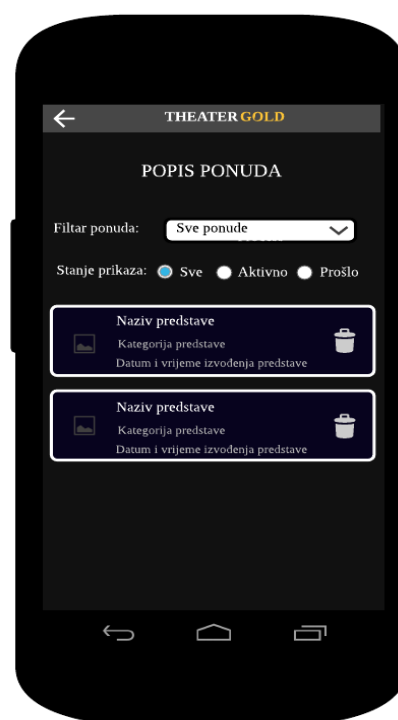 THEATER GOLD
POPIS PONUDA
Filtar ponuda: Sve ponude
Stanje prikaza: Sve Aktivno Prošlo
Naziv predstave
Kategorija predstave
Datum i vrijeme izvođenja predstave
Naziv predstave
Kategorija predstave
Datum i vrijeme izvođenja predstave